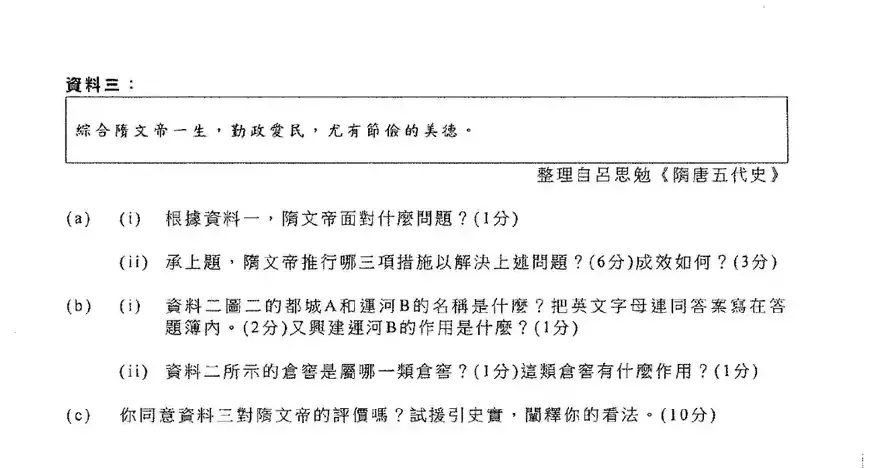 資料三：
綜合隋文帝一生，勤政愛民，尤有節儉的美德。
整理自呂思勉《隋唐五代史》
(a) (i) 根據資料一，隋文帝面對什麼問題？(1分)
(ii) 承上題，隋文帝推行哪三項措施以解決上述問題？(6分)成效如何？(3分)
(b) (i) 資料二圖二的都城A和運河B的名稱是什麼？把英文字母連同答案寫在答
題簿內。(2分)又興建運河B的作用是什麼？(1分)
(ii) 資料二所示的倉窖是屬哪一類倉窖？(1分)這類倉窖有什麼作用？(1分)
(c) 你同意資料三對隋文帝的評價嗎？試援引史實，闡釋你的看法。(10分)